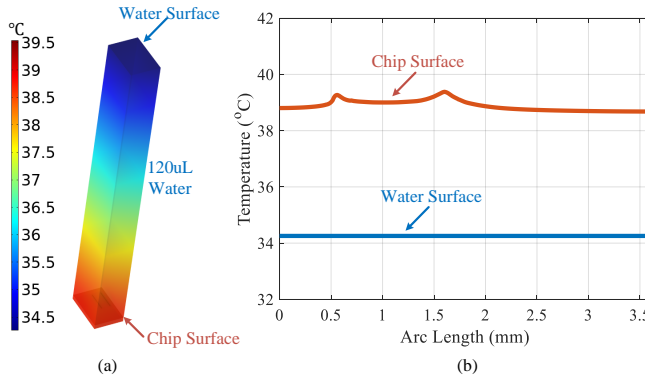 ℃
39.5
39
38.5
38
37.5
37
36.5
36
35.5
35
34.5
Water Surface
120uL
Water
Chip Surface
(a)
Temperature (°C)
42
40
38
36
34
32
Chip Surface
Water Surface
0 0.5 1 1.5 2 2.5 3 3.5
Arc Length (mm)
(b)